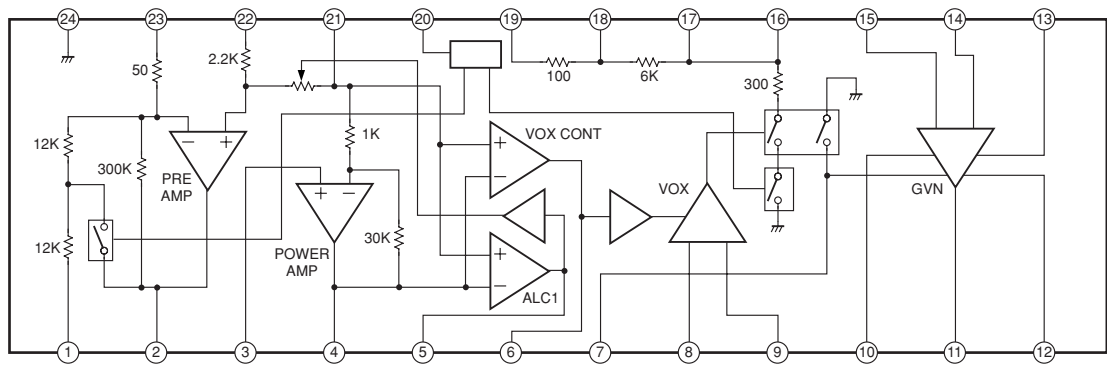 24 23 22 21 20 19 18 17 16 15 14 13
50
2.2K
100
6K
300
12K
300K
−
+
PRE
AMP
1K
+
−
VOX CONT
+
−
POWER
AMP
30K
VOX
GVN
12K
+
−
ALC1
1 2 3 4 5 6 7 8 9 10 11 12